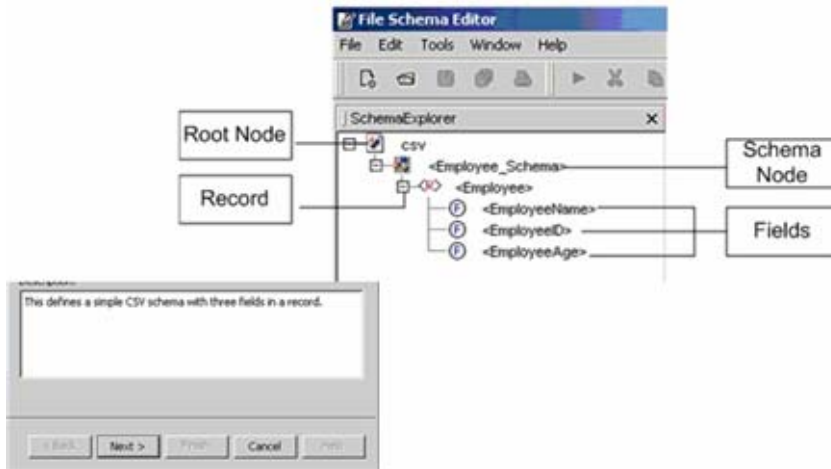 File Schema Editor
File Edit Tools Window Help
SchemaExplorer
Root Node
csv
<Employee_Schema>
Schema
Node
Record
<Employee>
<EmployeeName>
<EmployeeID>
<EmployeeAge>
Fields
Description:
This defines a simple CSV schema with three fields in a record.
< Back Next > Finish Cancel Help